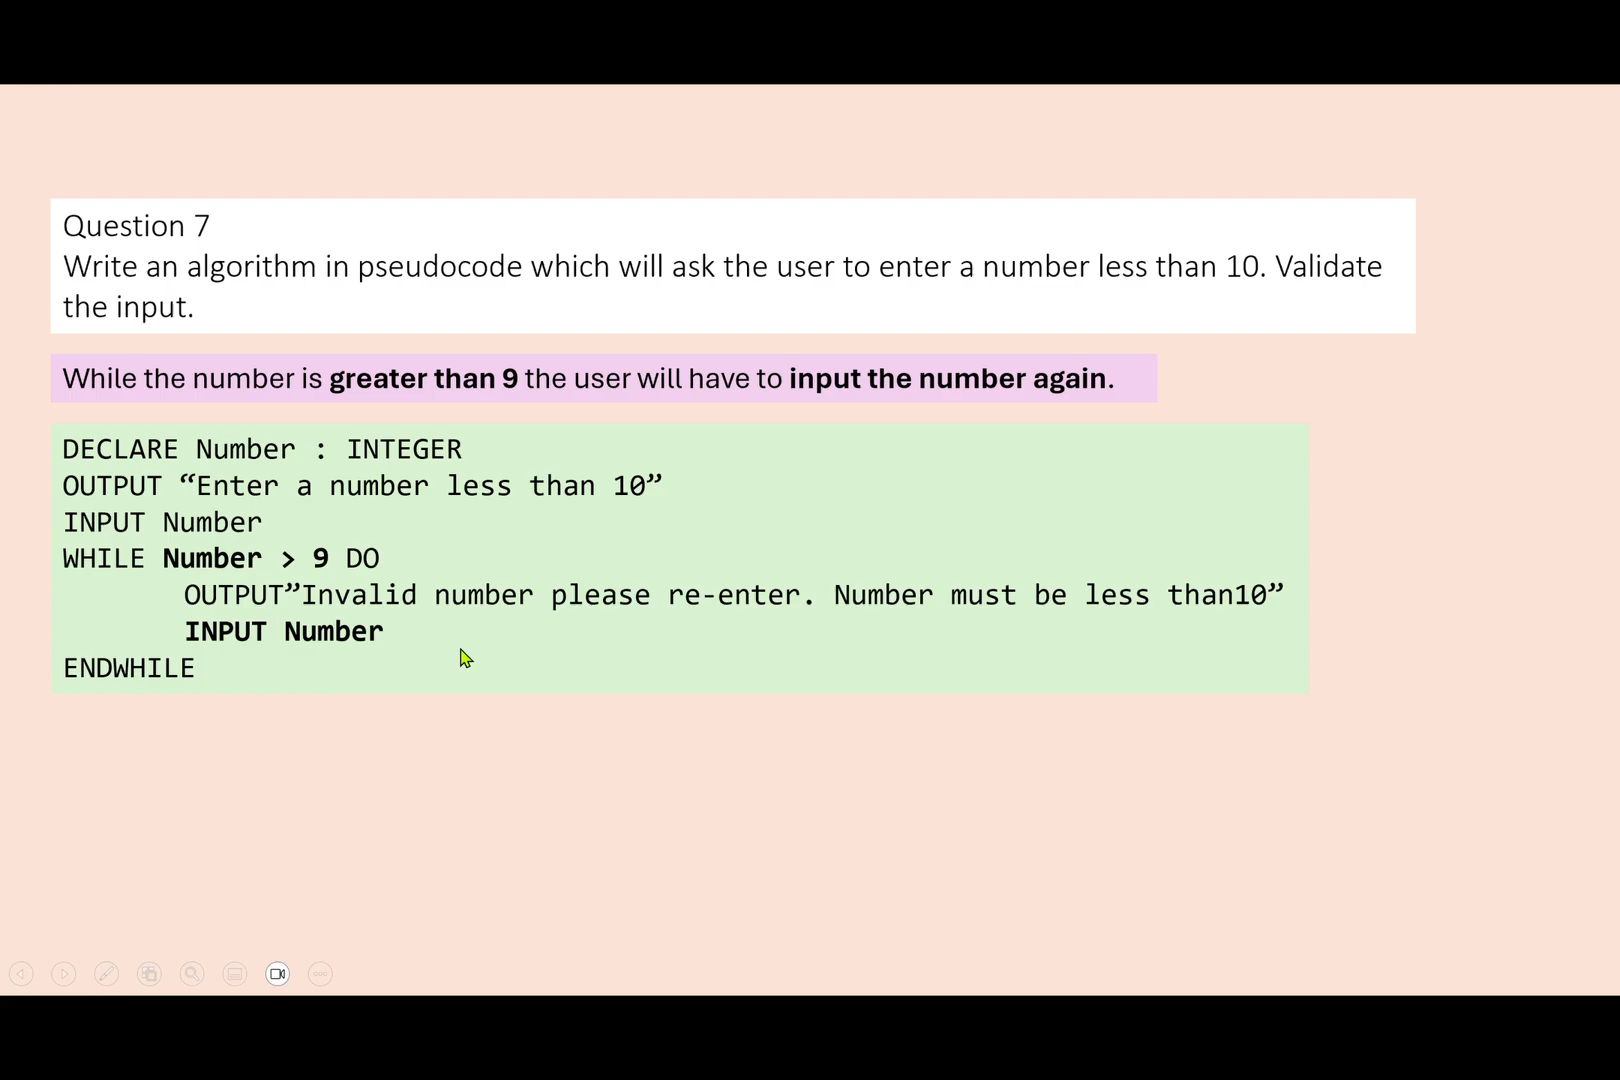 Question 7
Write an algorithm in pseudocode which will ask the user to enter a number less than 10. Validate
the input.
While the number is greater than 9 the user will have to input the number again.
DECLARE Number : INTEGER
OUTPUT “Enter a number less than 10”
INPUT Number
WHILE Number > 9 DO
OUTPUT”Invalid number please re-enter. Number must be less than10”
INPUT Number
ENDWHILE